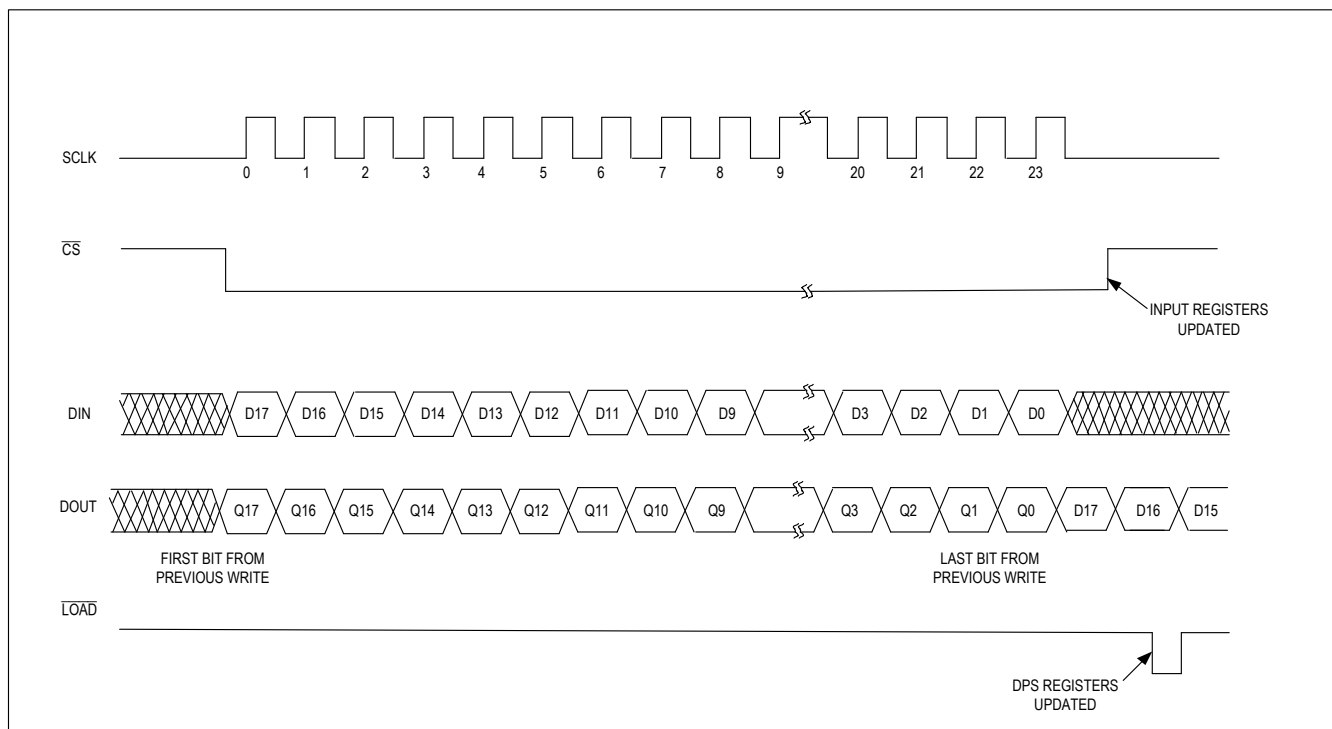 SCLK
0 1 2 3 4 5 6 7 8 9 20 21 22 23
CS
INPUT REGISTERS
UPDATED
DIN
D17 D16 D15 D14 D13 D12 D11 D10 D9 D3 D2 D1 D0
DOUT
Q17 Q16 Q15 Q14 Q13 Q12 Q11 Q10 Q9 Q3 Q2 Q1 Q0 D17 D16 D15
FIRST BIT FROM
PREVIOUS WRITE
LAST BIT FROM
PREVIOUS WRITE
LOAD
DPS REGISTERS
UPDATED